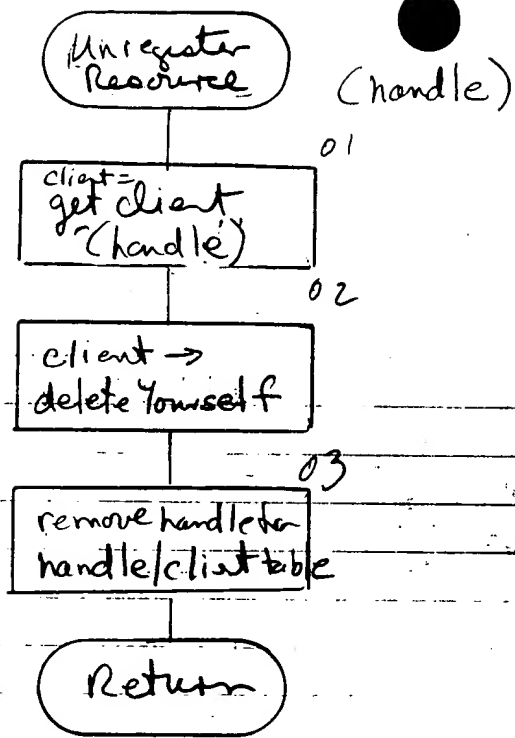 Unregister
Resource
(handle)
01
client =
get client
(handle)
02
client →
delete Yourself
03
remove handle
handle/client table
Return